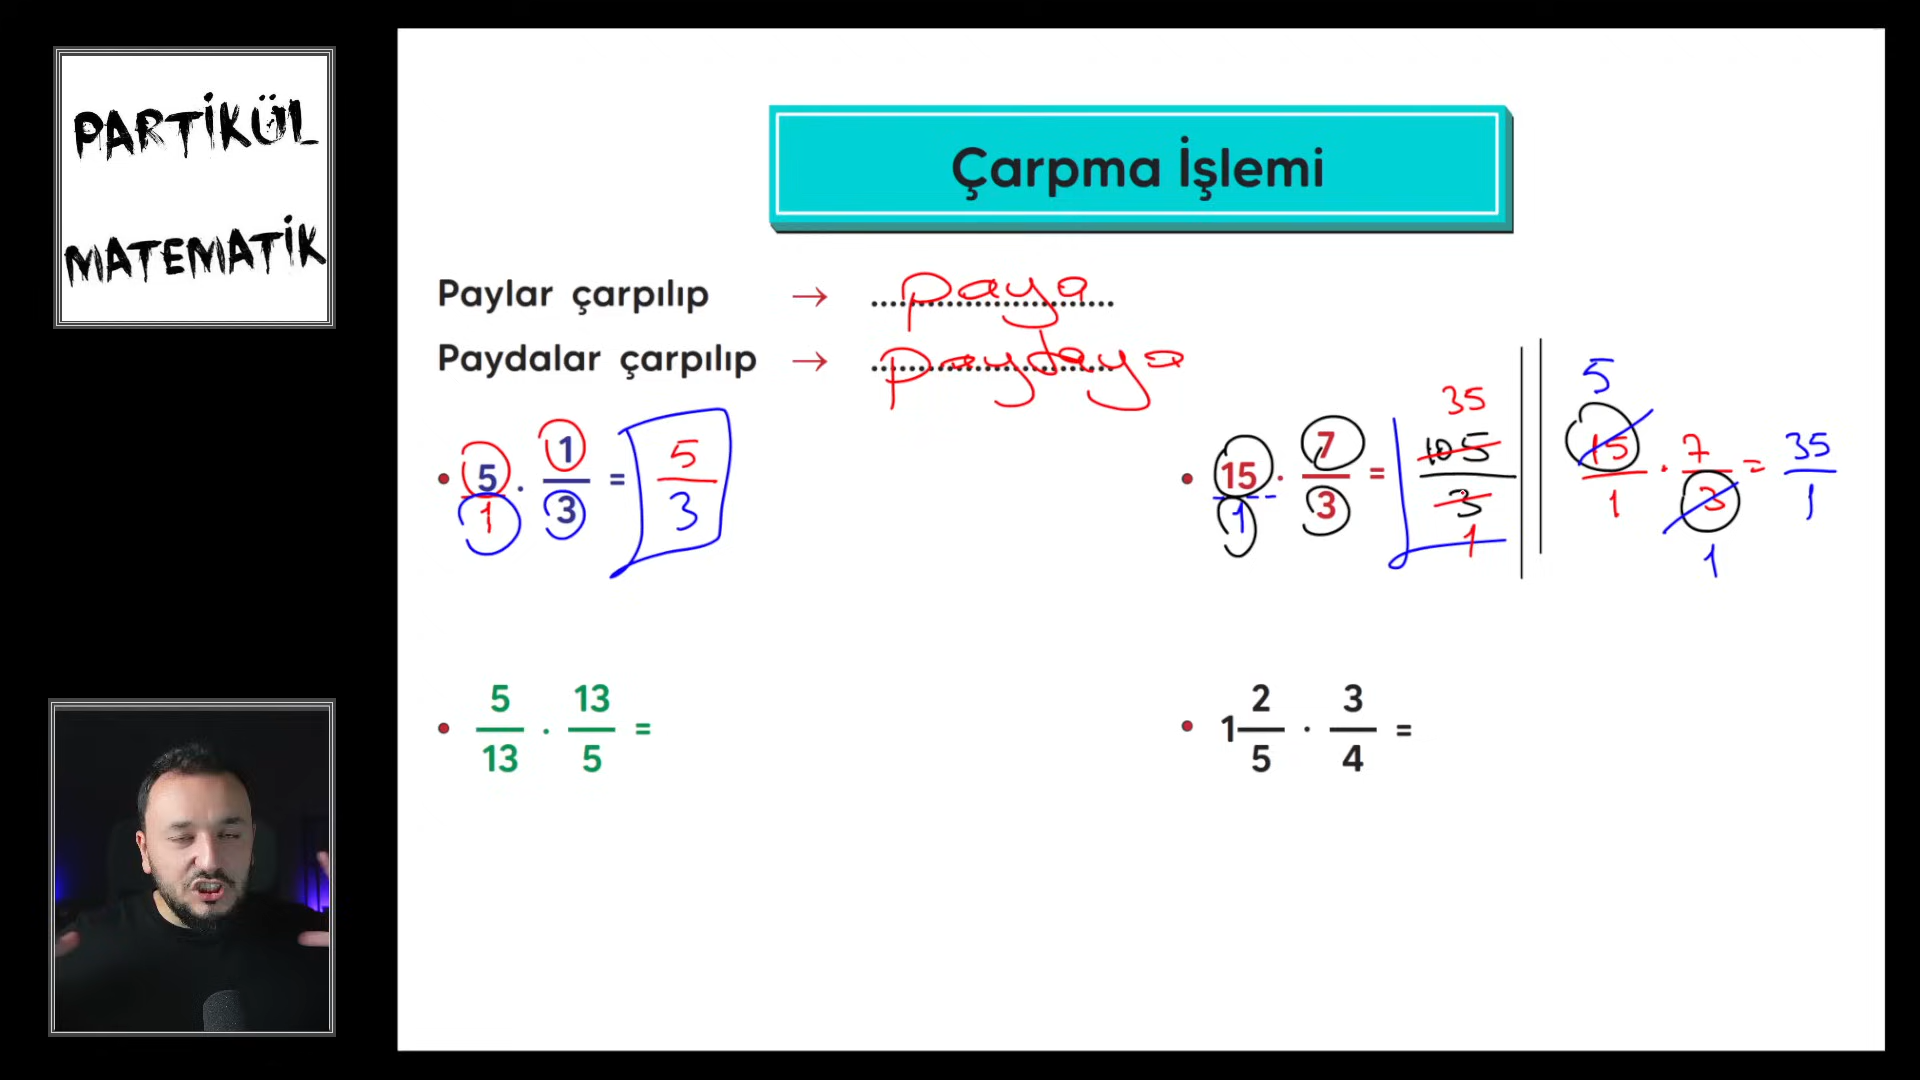 PARTİKÜL
MATEMATİK
Çarpma İşlemi
Paylar çarpılıp → paya
Paydalar çarpılıp → paydaya
• 5/1 . 1/3 = 5/3
• 15/1 . 7/3 = 105/3 35/1
5 15/1 . 7/3 1 = 35/1
• 5/13 . 13/5 =
• 1 2/5 . 3/4 =